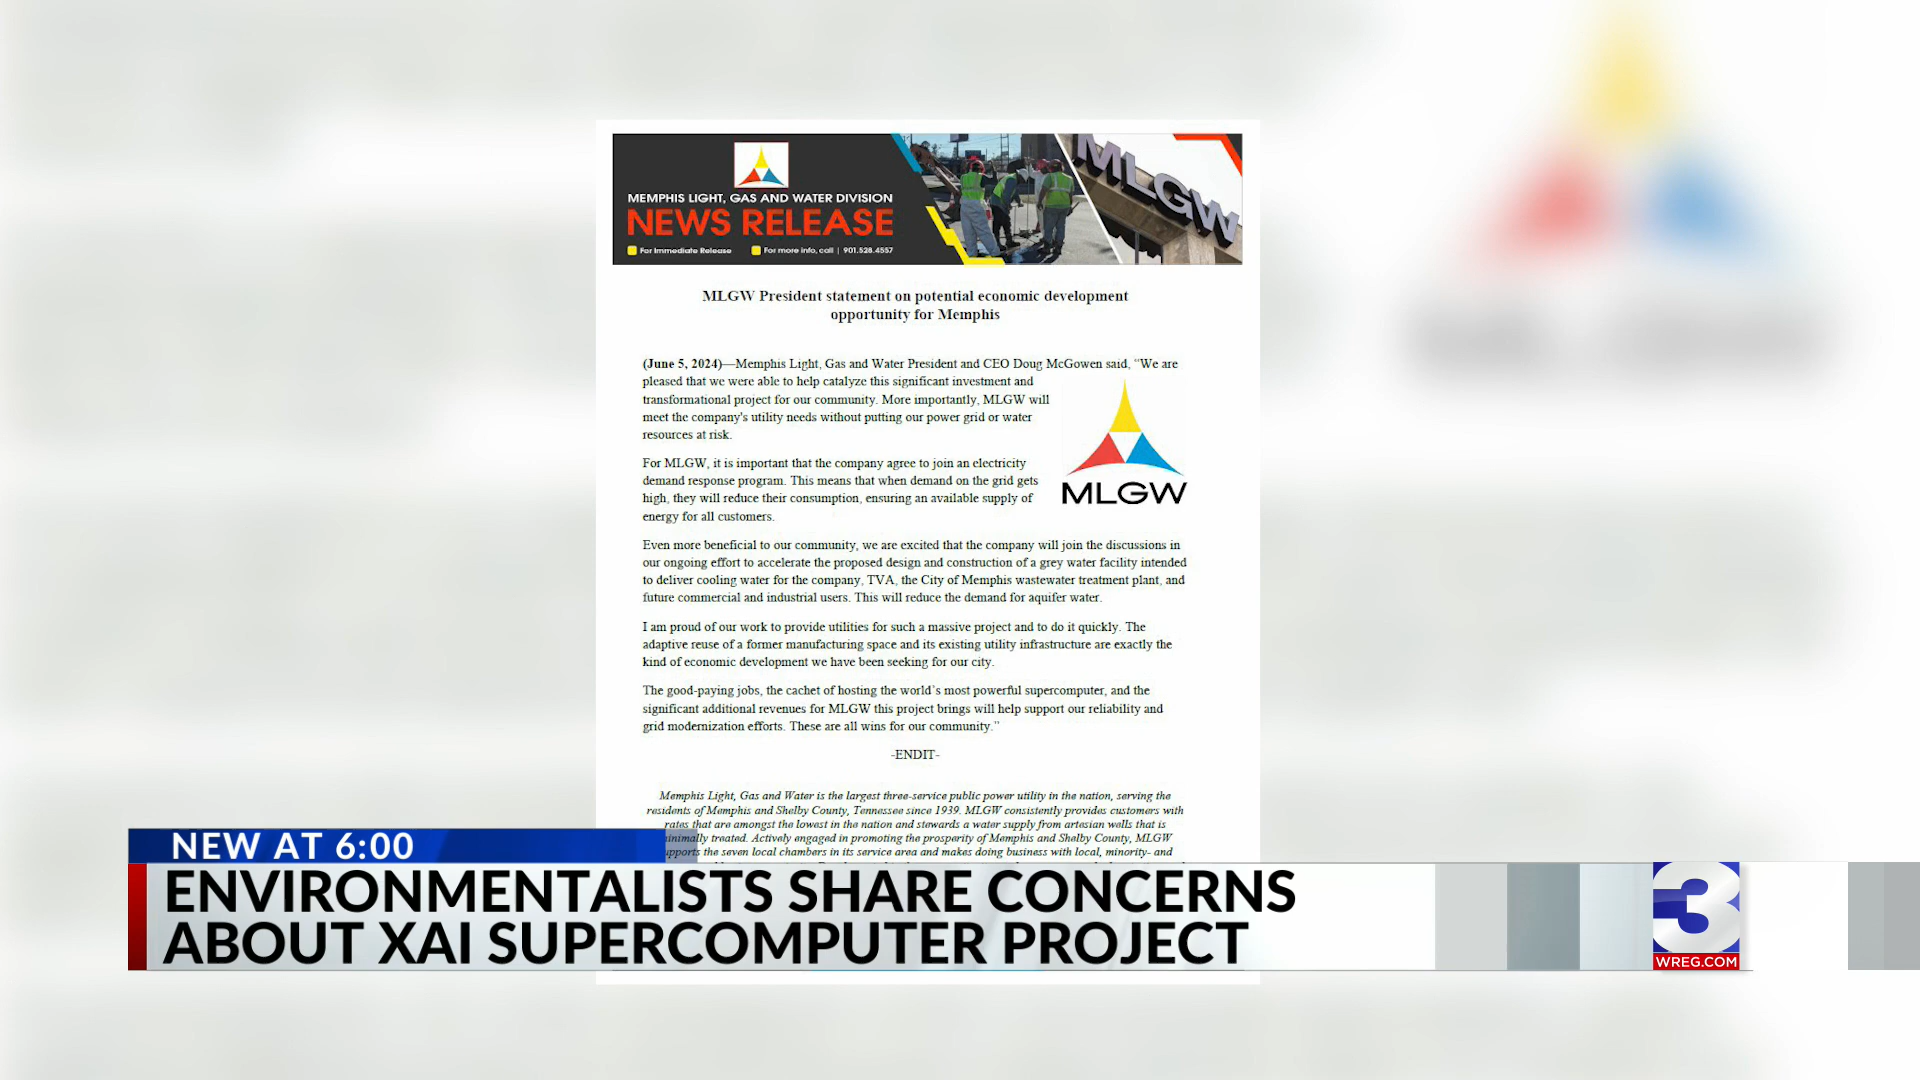 MEMPHIS LIGHT, GAS AND WATER DIVISION
NEWS RELEASE
For Immediate Release For more info, call | 901.528.4557
MLGW
MLGW President statement on potential economic development
opportunity for Memphis
(June 5, 2024)—Memphis Light, Gas and Water President and CEO Doug McGowen said, “We are
pleased that we were able to help catalyze this significant investment and
transformational project for our community. More importantly, MLGW will
meet the company's utility needs without putting our power grid or water
resources at risk.
For MLGW, it is important that the company agree to join an electricity
demand response program. This means that when demand on the grid gets
high, they will reduce their consumption, ensuring an available supply of
energy for all customers.
MLGW
Even more beneficial to our community, we are excited that the company will join the discussions in
our ongoing effort to accelerate the proposed design and construction of a grey water facility intended
to deliver cooling water for the company, TVA, the City of Memphis wastewater treatment plant, and
future commercial and industrial users. This will reduce the demand for aquifer water.
I am proud of our work to provide utilities for such a massive project and to do it quickly. The
adaptive reuse of a former manufacturing space and its existing utility infrastructure are exactly the
kind of economic development we have been seeking for our city.
The good-paying jobs, the cachet of hosting the world’s most powerful supercomputer, and the
significant additional revenues for MLGW this project brings will help support our reliability and
grid modernization efforts. These are all wins for our community.”
-ENDIT-
Memphis Light, Gas and Water is the largest three-service public power utility in the nation, serving the
residents of Memphis and Shelby County, Tennessee since 1939. MLGW consistently provides customers with
rates that are amongst the lowest in the nation and stewards a water supply from artesian wells that is
minimally treated. Actively engaged in promoting the prosperity of Memphis and Shelby County, MLGW
supports the seven local chambers in its service area and makes doing business with local, minority- and
NEW AT 6:00
ENVIRONMENTALISTS SHARE CONCERNS
ABOUT XAI SUPERCOMPUTER PROJECT
3
WREG.COM